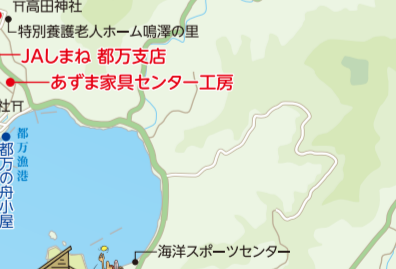 高田神社
特別養護老人ホーム鳴澤の里
JAしまね 都万支店
あずま家具センター工房
社
都万漁港
都万の舟小屋
海洋スポーツセンター